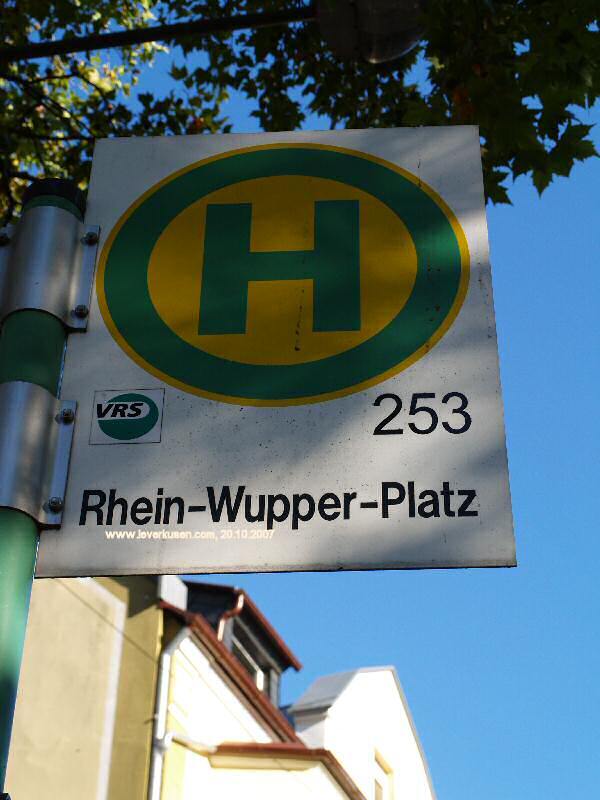 H
VRS
253
Rhein-Wupper-Platz
www.leverkusen.com, 20.10.2007